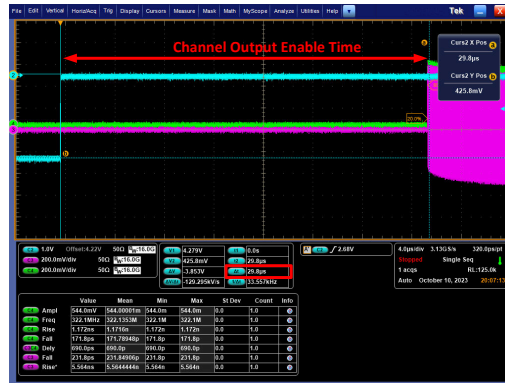 File Edit Vertical Horiz/Acq Trig Display Cursors Measure Mask Math MyScope Analyze Utilities Help Tek X
Channel Output Enable Time
Curs2 X Pos a
29.8µs
Curs2 Y Pos b
425.8mV
a
20.0%
b
1.0V Offset:4.22V 50Ω BW:16.0G
200.0mV/div 50Ω BW:16.0G
200.0mV/div 50Ω BW:16.0G
V1 4.279V t1 0.0s
V2 425.8mV t2 29.8µs
ΔV -3.853V Δt 29.8µs
ΔV/Δt -129.205kV/s 1/Δt 33.557kHz
2.68V
4.0µs/div 3.13GS/s 320.0ps/pt
Stopped Single Seq
1 acqs RL:125.0k
Auto October 10, 2023 20:07:13
Value Mean Min Max St Dev Count Info
Ampl 544.0mV 544.00001m 544.0m 544.0m 0.0 1.0
Freq 322.1MHz 322.1353M 322.1M 322.1M 0.0 1.0
Rise 1.172ns 1.1716n 1.172n 1.172n 0.0 1.0
Fall 171.8ps 171.78948p 171.8p 171.8p 0.0 1.0
Dely 690.0ps 690.0p 690.0p 690.0p 0.0 1.0
Fall 231.8ps 231.84906p 231.8p 231.8p 0.0 1.0
Rise* 5.564ns 5.5644444n 5.564n 5.564n 0.0 1.0